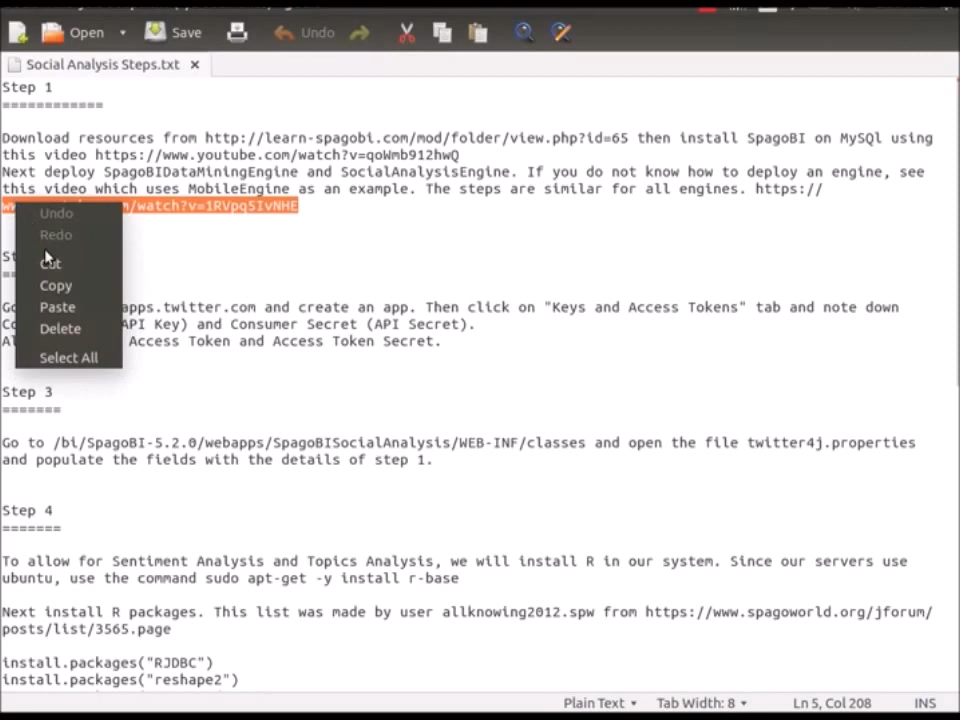 Open Save Undo
Social Analysis Steps.txt
Step 1
============
Download resources from http://learn-spagobi.com/mod/folder/view.php?id=65 then install SpagoBI on MySQl using
this video https://www.youtube.com/watch?v=qoWmb912hwQ
Next deploy SpagoBIDataMiningEngine and SocialAnalysisEngine. If you do not know how to deploy an engine, see
this video which uses MobileEngine as an example. The steps are similar for all engines. https://
/watch?v=1RVpq5IvNHE
Undo
Redo
Cut
Copy
Paste
Delete
Select All
apps.twitter.com and create an app. Then click on "Keys and Access Tokens" tab and note down
API Key) and Consumer Secret (API Secret).
Access Token and Access Token Secret.
Step 3
=======
Go to /bi/SpagoBI-5.2.0/webapps/SpagoBISocialAnalysis/WEB-INF/classes and open the file twitter4j.properties
and populate the fields with the details of step 1.
Step 4
=======
To allow for Sentiment Analysis and Topics Analysis, we will install R in our system. Since our servers use
ubuntu, use the command sudo apt-get -y install r-base
Next install R packages. This list was made by user allknowing2012.spw from https://www.spagoworld.org/jforum/
posts/list/3565.page
install.packages("RJDBC")
install.packages("reshape2")
Plain Text Tab Width: 8 Ln 5, Col 208 INS